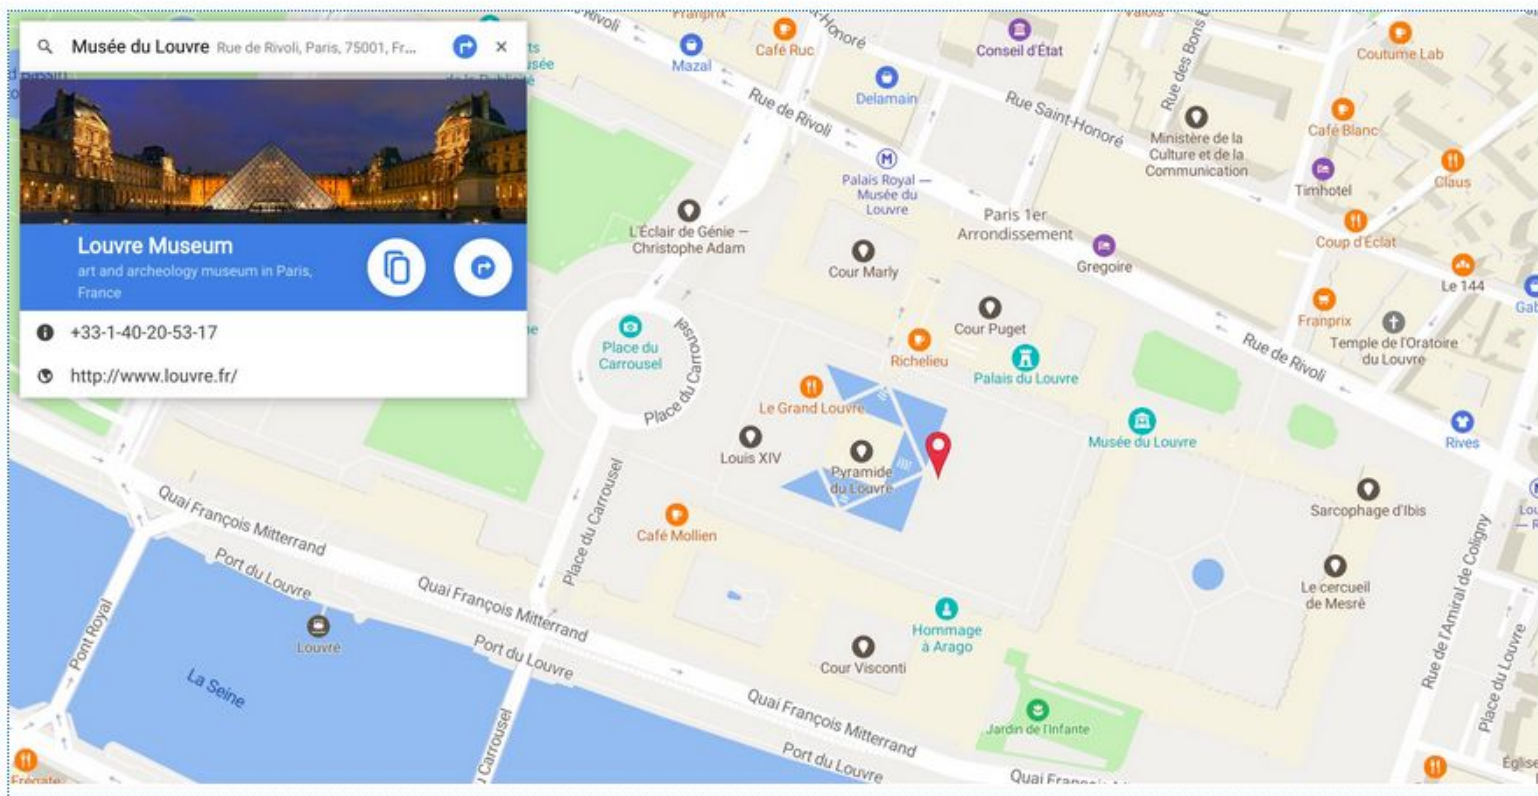 Musée du Louvre Rue de Rivoli, Paris, 75001, Fr...
Louvre Museum
art and archeology museum in Paris,
France
+33-1-40-20-53-17
http://www.louvre.fr/
Franprix
Café Ruc
Mazal
Conseil d'État
Coutume Lab
Delamain
Rue de Rivoli
Rue Saint-Honoré
Rue des Bons
Ministère de la
Culture et de la
Communication
Café Blanc
Claus
Timhotel
Palais Royal —
Musée du
Louvre
Paris 1er
Arrondissement
L'Éclair de Génie —
Christophe Adam
Cour Marly
Gregoire
Coup d'Éclat
Le 144
Cour Puget
Franprix
Temple de l'Oratoire
du Louvre
Rue de Rivoli
Place du
Carrousel
Place du Carrousel
Richelieu
Palais du Louvre
Le Grand Louvre
Musée du Louvre
Rives
Louis XIV
Pyramide
du Louvre
Sarcophage d'Ibis
Café Mollien
Place du Carrousel
Quai François Mitterrand
Port du Louvre
Quai François Mitterrand
Le cercueil
de Mesrè
Rue de l'Amiral de Coligny
Hommage
à Arago
Pont Royal
Louvre
Port du Louvre
Cour Visconti
Place du Louvre
La Seine
Quai François Mitterrand
Jardin de l'Infante
Port du Louvre
Carrousel
Frégate